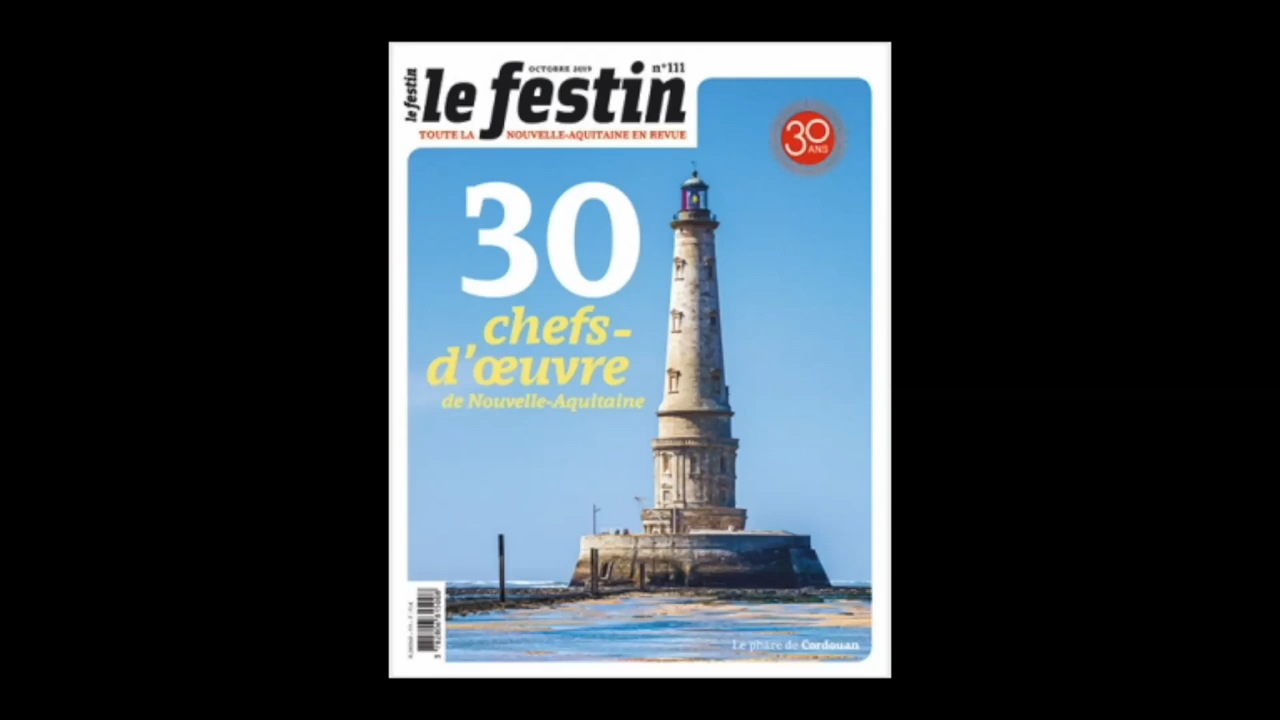 le festin
OCTOBRE 2019
n°111
le festin
TOUTE LA NOUVELLE-AQUITAINE EN REVUE
30
ANS
30
chefs-
d'œuvre
de Nouvelle-Aquitaine
Le phare de Cordouan